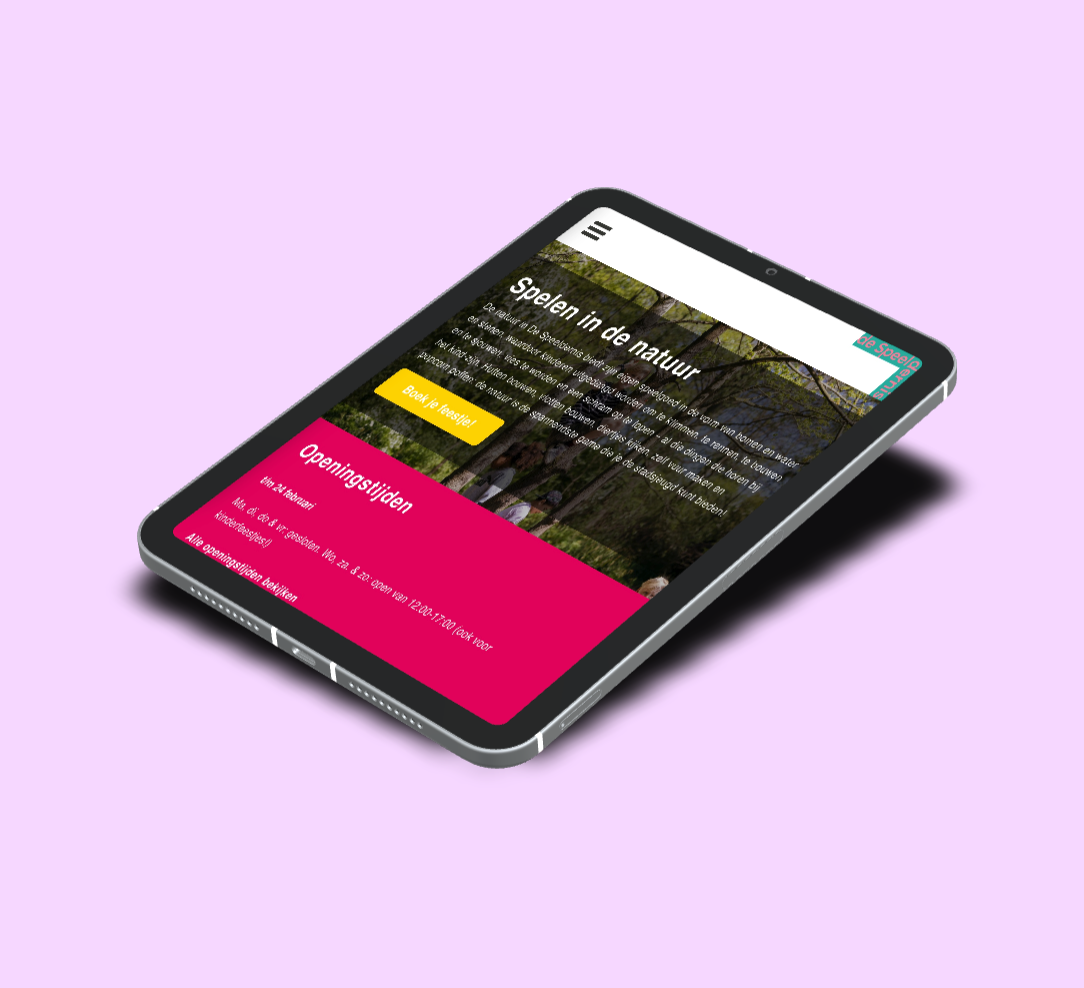 de Speeldernis
Spelen in de natuur
De natuur in De Speeldernis biedt zijn eigen speelgoed in de vorm van bomen en water
en stenen, waardoor kinderen uitgedaagd worden om te klimmen, te rennen, te bouwen
en te sjouwen, vies te worden en een schram op te lopen - al die dingen die horen bij
het kind zijn. Hutten bouwen, vlotten bouwen, diertjes kijken, zelf vuur maken en
popcorn poffen: de natuur is de spannendste game die je de stadsjeugd kunt bieden!
Boek je feestje!
Openingstijden
t/m 24 februari
Ma, di, do & vr: gesloten. Wo, za. & zo: open van 12:00-17:00 (ook voor
kinderfeestjes!)
Alle openingstijden bekijken